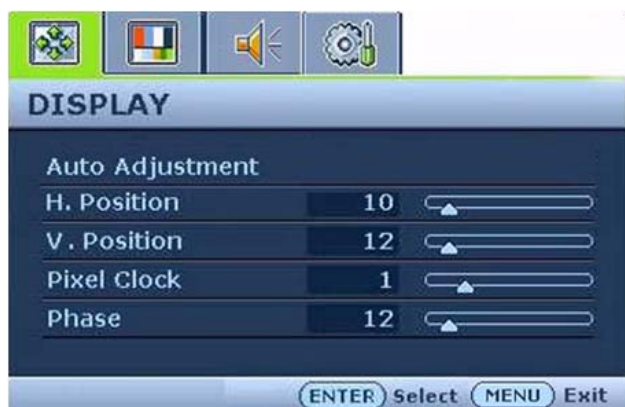 DISPLAY
Auto Adjustment
H. Position 10
V. Position 12
Pixel Clock 1
Phase 12
ENTER Select MENU Exit